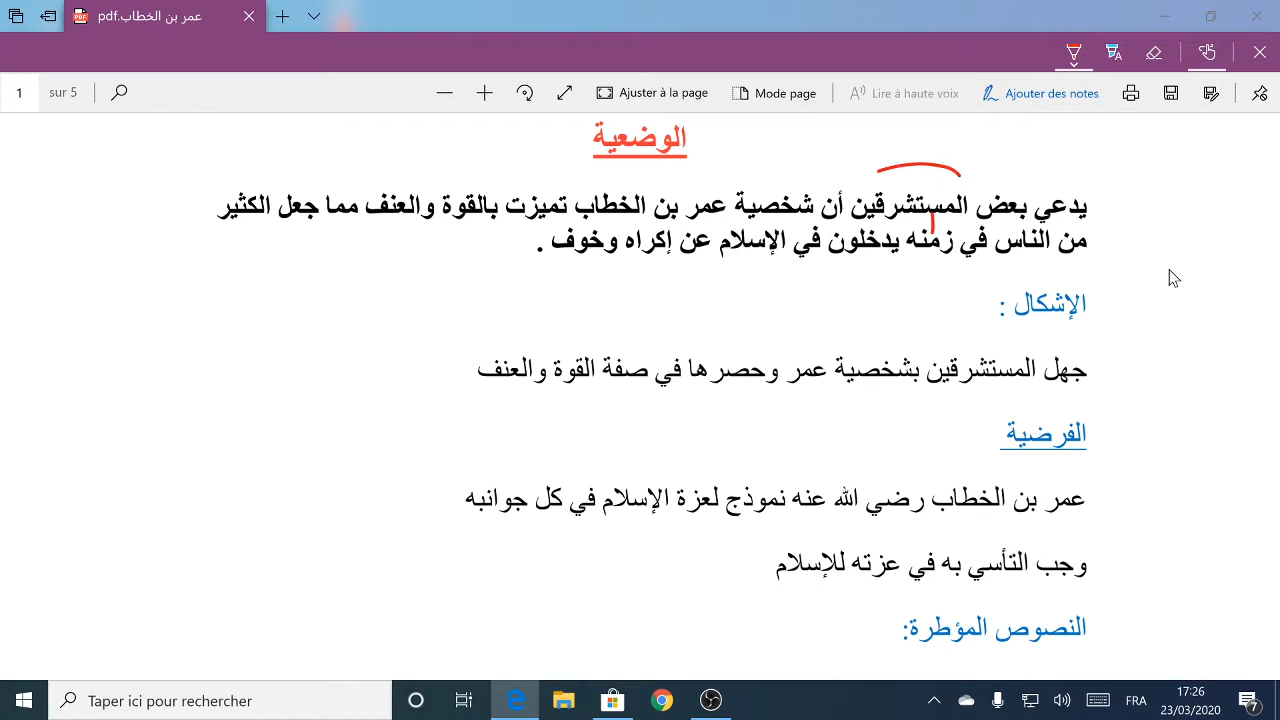 عمر بن الخطاب.pdf
1 sur 5 Ajuster à la page Mode page Lire à haute voix Ajouter des notes
الوضعية
يدعي بعض المستشرقين أن شخصية عمر بن الخطاب تميزت بالقوة والعنف مما جعل الكثير
من الناس في زمنه يدخلون في الإسلام عن إكراه وخوف .
الإشكال :
جهل المستشرقين بشخصية عمر وحصرها في صفة القوة والعنف
الفرضية
عمر بن الخطاب رضي الله عنه نموذج لعزة الإسلام في كل جوانبه
وجب التأسي به في عزته للإسلام
النصوص المؤطرة:
Taper ici pour rechercher FRA 17:26
23/03/2020 7